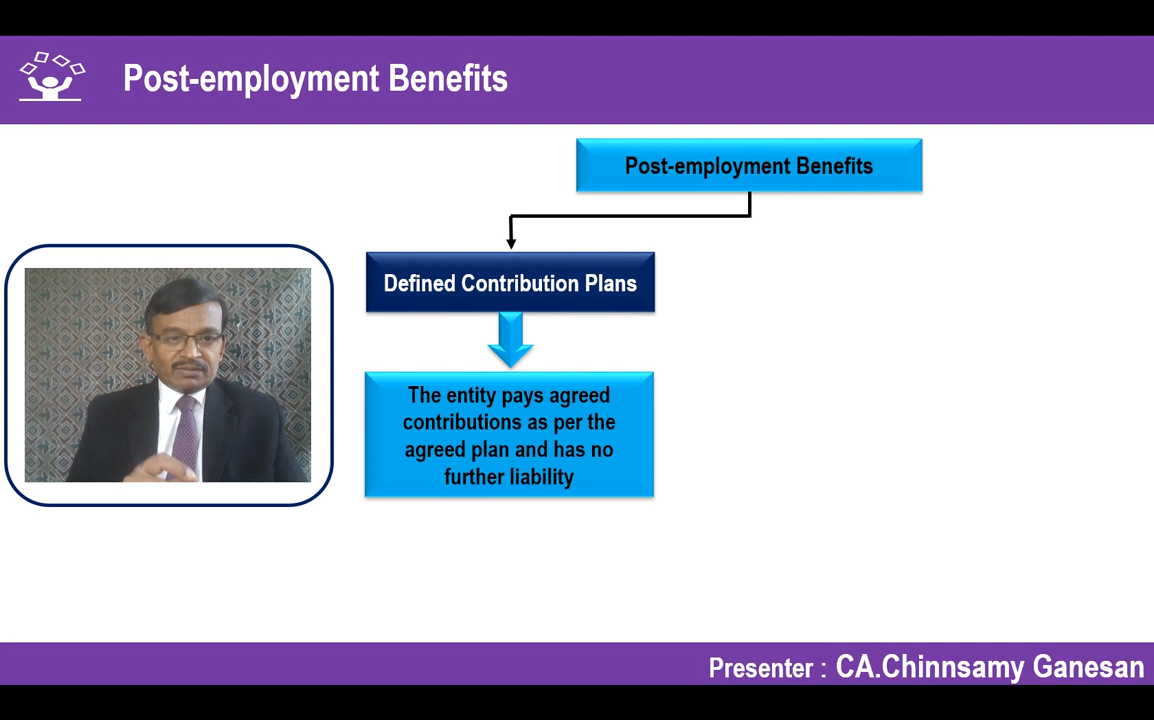 Post-employment Benefits
Post-employment Benefits
Defined Contribution Plans
The entity pays agreed
contributions as per the
agreed plan and has no
further liability
Presenter : CA.Chinnsamy Ganesan